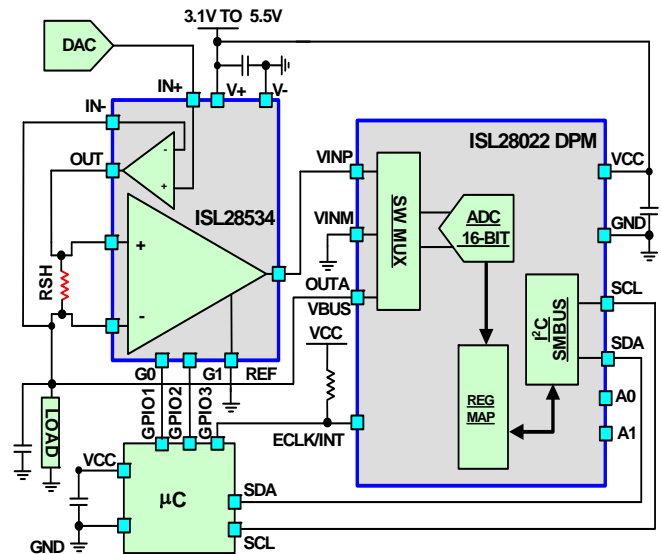 3.1V TO 5.5V
DAC
IN+
V+
V-
IN-
OUT
ISL28534
-
+
+
-
RSH
G0
G1
REF
GPIO1
GPIO2
GPIO3
LOAD
VCC
GND
µC
SDA
SCL
ISL28022 DPM
VINP
VINM
OUTA
VBUS
VCC
ECLK/INT
SW MUX
ADC
16-BIT
REG
MAP
I²C
SMBUS
VCC
GND
SCL
SDA
A0
A1